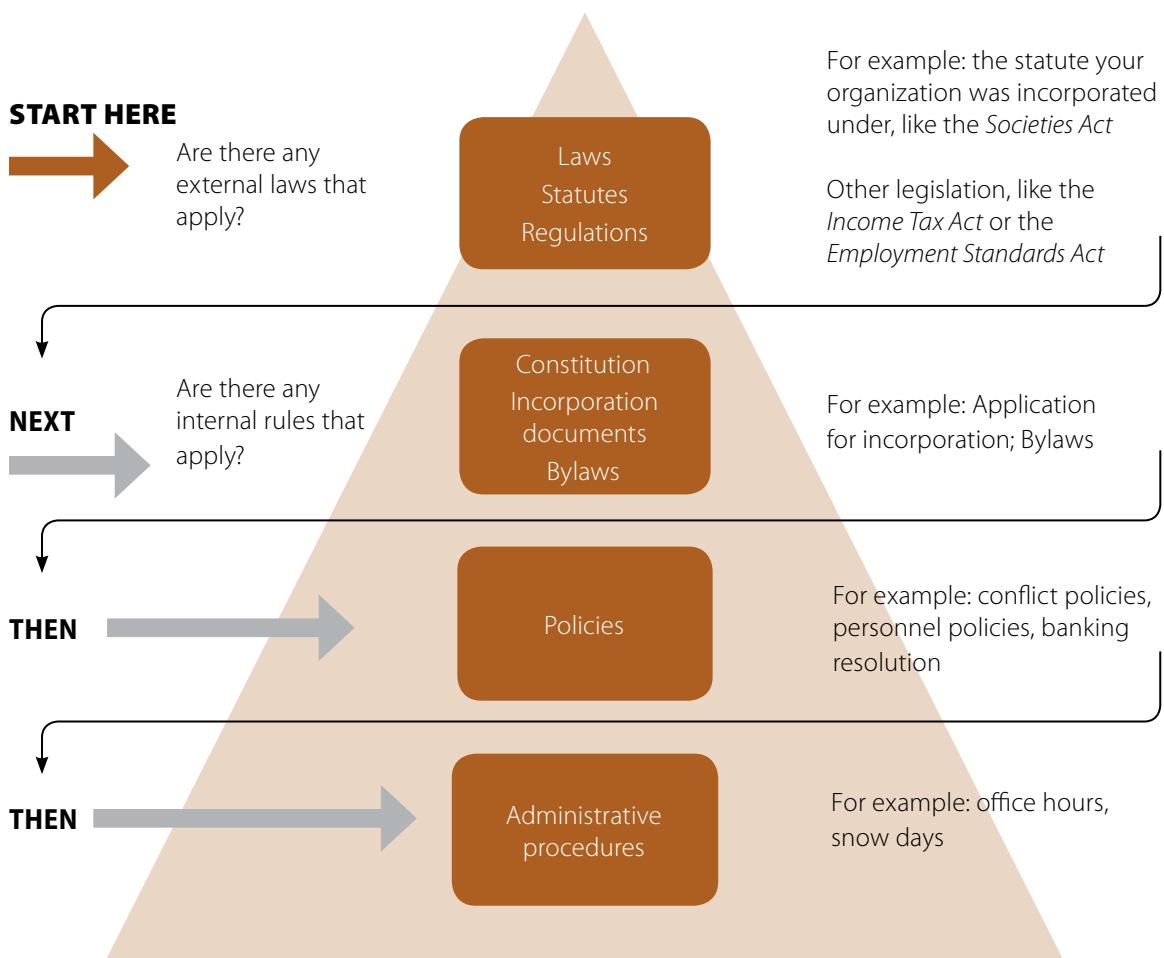 START HERE
Are there any
external laws that
apply?
Laws
Statutes
Regulations
For example: the statute your
organization was incorporated
under, like the Societies Act
Other legislation, like the
Income Tax Act or the
Employment Standards Act
NEXT
Are there any
internal rules that
apply?
Constitution
Incorporation
documents
Bylaws
For example: Application
for incorporation; Bylaws
THEN
Policies
For example: conflict policies,
personnel policies, banking
resolution
THEN
Administrative
procedures
For example: office hours,
snow days